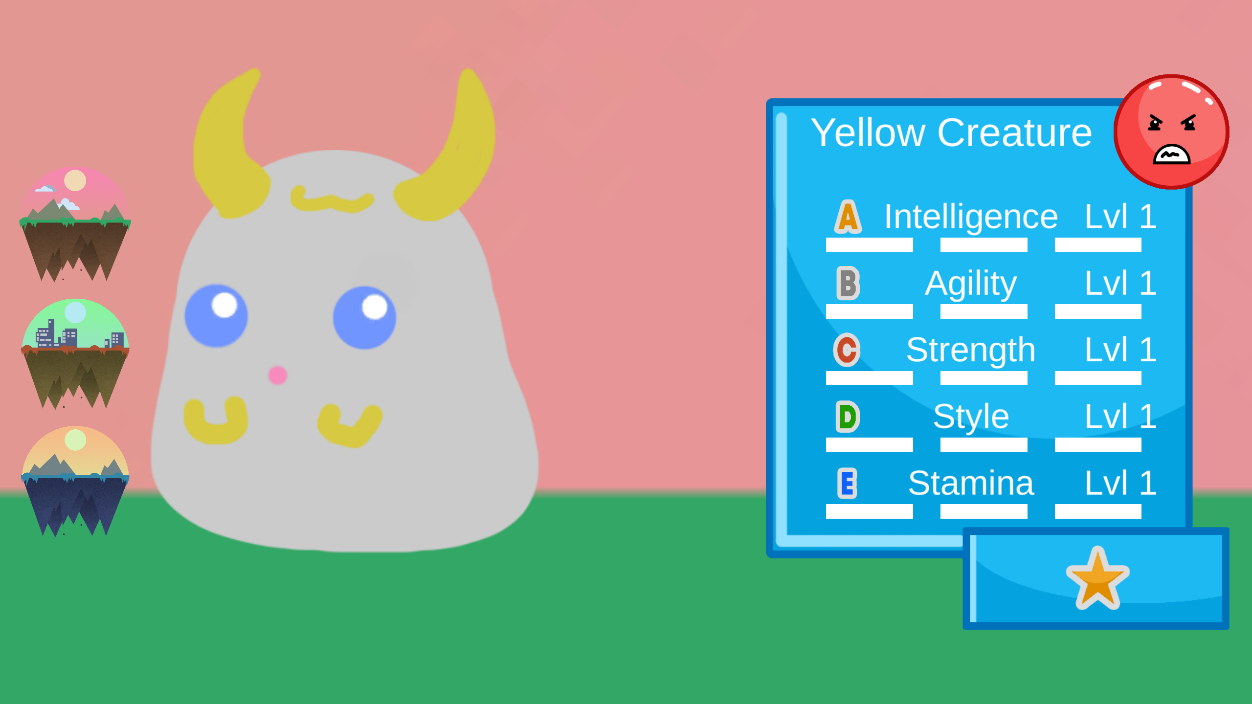 Yellow Creature
A Intelligence Lvl 1
B Agility Lvl 1
C Strength Lvl 1
D Style Lvl 1
E Stamina Lvl 1